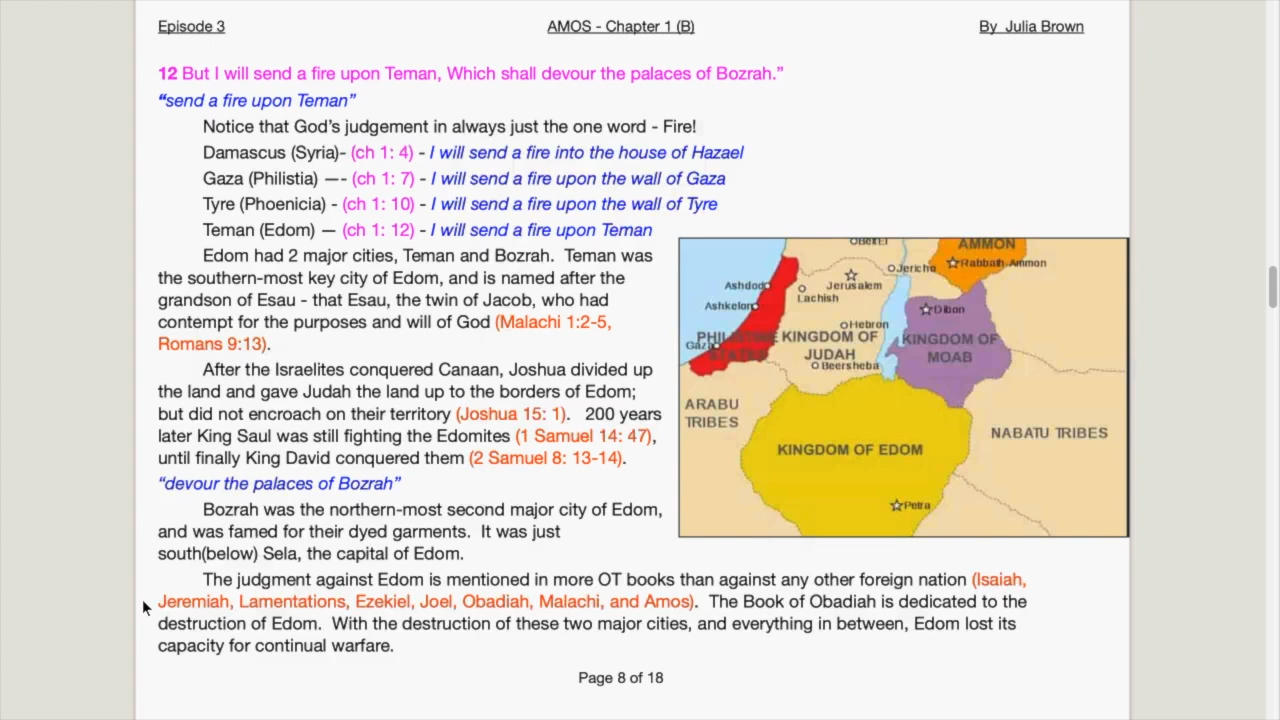 Episode 3
AMOS - Chapter 1 (B)
By Julia Brown
12 But I will send a fire upon Teman, Which shall devour the palaces of Bozrah.”
“send a fire upon Teman”
Notice that God’s judgement in always just the one word - Fire!
Damascus (Syria)- (ch 1: 4) - I will send a fire into the house of Hazael
Gaza (Philistia) —- (ch 1: 7) - I will send a fire upon the wall of Gaza
Tyre (Phoenicia) - (ch 1: 10) - I will send a fire upon the wall of Tyre
Teman (Edom) — (ch 1: 12) - I will send a fire upon Teman
Edom had 2 major cities, Teman and Bozrah. Teman was
the southern-most key city of Edom, and is named after the
grandson of Esau - that Esau, the twin of Jacob, who had
contempt for the purposes and will of God (Malachi 1:2-5,
Romans 9:13).
After the Israelites conquered Canaan, Joshua divided up
the land and gave Judah the land up to the borders of Edom;
but did not encroach on their territory (Joshua 15: 1). 200 years
later King Saul was still fighting the Edomites (1 Samuel 14: 47),
until finally King David conquered them (2 Samuel 8: 13-14).
“devour the palaces of Bozrah”
Bozrah was the northern-most second major city of Edom,
and was famed for their dyed garments. It was just
south(below) Sela, the capital of Edom.
AMMON
Rabbath-Ammon
Jericho
Jerusalem
Ashdod
Lachish
Ashkelon
Dibon
Hebron
KINGDOM OF
JUDAH
KINGDOM OF
MOAB
Gaza
Beersheba
ARABU
TRIBES
NABATU TRIBES
KINGDOM OF EDOM
Petra
The judgment against Edom is mentioned in more OT books than against any other foreign nation (Isaiah,
Jeremiah, Lamentations, Ezekiel, Joel, Obadiah, Malachi, and Amos). The Book of Obadiah is dedicated to the
destruction of Edom. With the destruction of these two major cities, and everything in between, Edom lost its
capacity for continual warfare.
Page 8 of 18